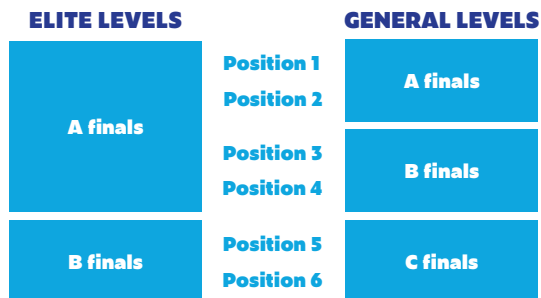 ELITE LEVELS
A finals
B finals
Position 1
Position 2
Position 3
Position 4
Position 5
Position 6
GENERAL LEVELS
A finals
B finals
C finals